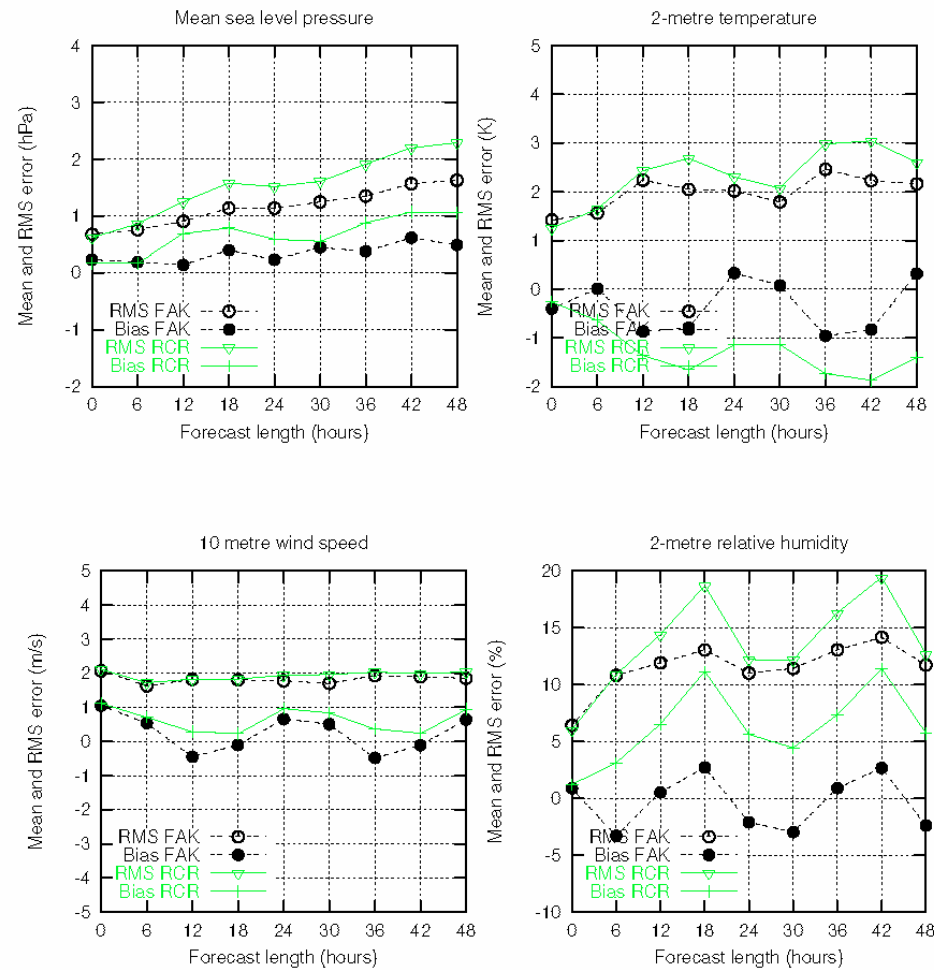 Mean sea level pressure
4
3
2
1
0
-1
-2
Mean and RMS error (hPa)
RMS FAK
Bias FAK
RMS RCR
Bias RCR
0 6 12 18 24 30 36 42 48
Forecast length (hours)
2-metre temperature
5
4
3
2
1
0
-1
-2
Mean and RMS error (K)
RMS FAK
Bias FAK
RMS RCR
Bias RCR
0 6 12 18 24 30 36 42 48
Forecast length (hours)
10 metre wind speed
5
4
3
2
1
0
-1
-2
-3
-4
-5
Mean and RMS error (m/s)
RMS FAK
Bias FAK
RMS RCR
Bias RCR
0 6 12 18 24 30 36 42 48
Forecast length (hours)
2-metre relative humidity
20
15
10
5
0
-5
-10
Mean and RMS error (%)
RMS FAK
Bias FAK
RMS RCR
Bias RCR
0 6 12 18 24 30 36 42 48
Forecast length (hours)